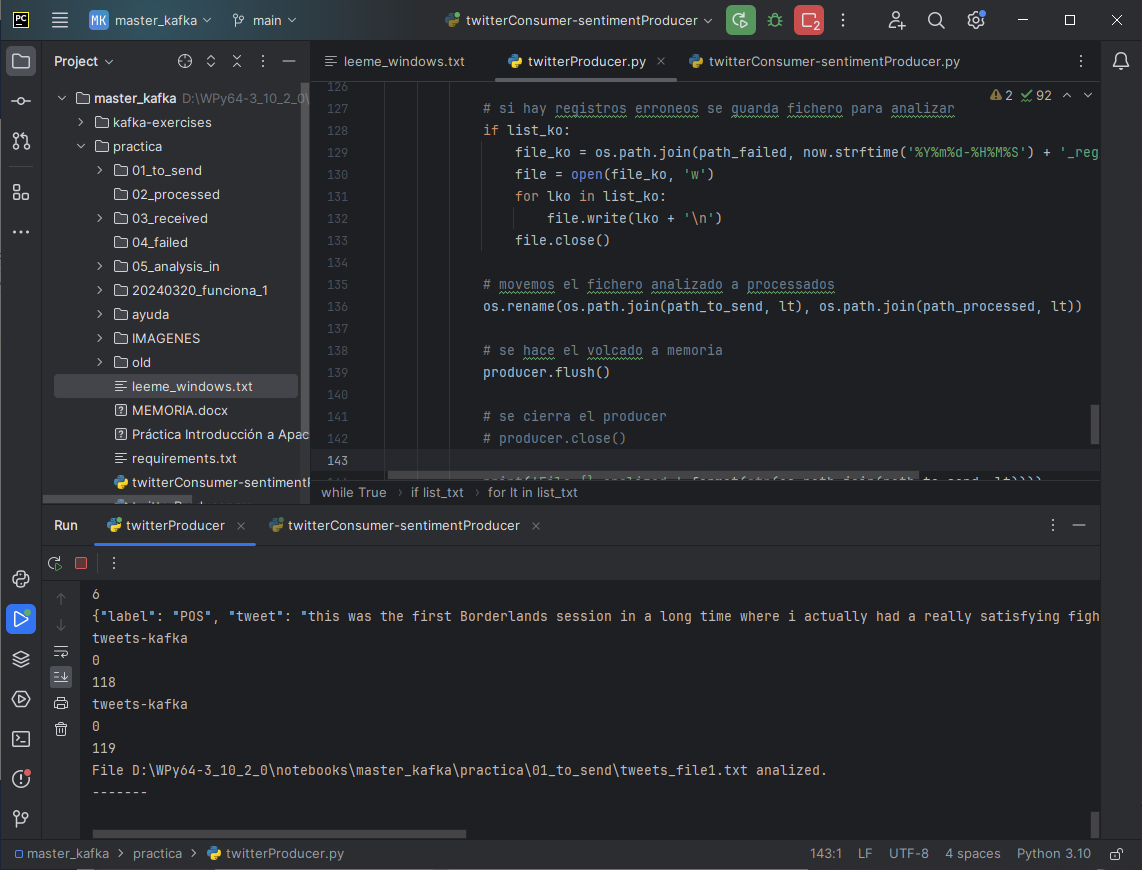 PC
MK master_kafka main twitterConsumer-sentimentProducer 2
Project
master_kafka D:\WPy64-3_10_2_0\
kafka-exercises
practica
01_to_send
02_processed
03_received
04_failed
05_analysis_in
20240320_funciona_1
ayuda
IMAGENES
old
leeme_windows.txt
MEMORIA.docx
Práctica Introducción a Apac
requirements.txt
twitterConsumer-sentimentP
leeme_windows.txt twitterProducer.py twitterConsumer-sentimentProducer.py
2 92
126
127 # si hay registros erroneos se guarda fichero para analizar
128 if list_ko:
129 file_ko = os.path.join(path_failed, now.strftime('%Y%m%d-%H%M%S') + '_reg
130 file = open(file_ko, 'w')
131 for lko in list_ko:
132 file.write(lko + '\n')
133 file.close()
134
135 # movemos el fichero analizado a processados
136 os.rename(os.path.join(path_to_send, lt), os.path.join(path_processed, lt))
137
138 # se hace el volcado a memoria
139 producer.flush()
140
141 # se cierra el producer
142 # producer.close()
143
while True › if list_txt › for lt in list_txt
Run twitterProducer twitterConsumer-sentimentProducer
6
{"label": "POS", "tweet": "this was the first Borderlands session in a long time where i actually had a really satisfying figh
tweets-kafka
0
118
tweets-kafka
0
119
File D:\WPy64-3_10_2_0\notebooks\master_kafka\practica\01_to_send\tweets_file1.txt analized.
-------
master_kafka › practica › twitterProducer.py 143:1 LF UTF-8 4 spaces Python 3.10